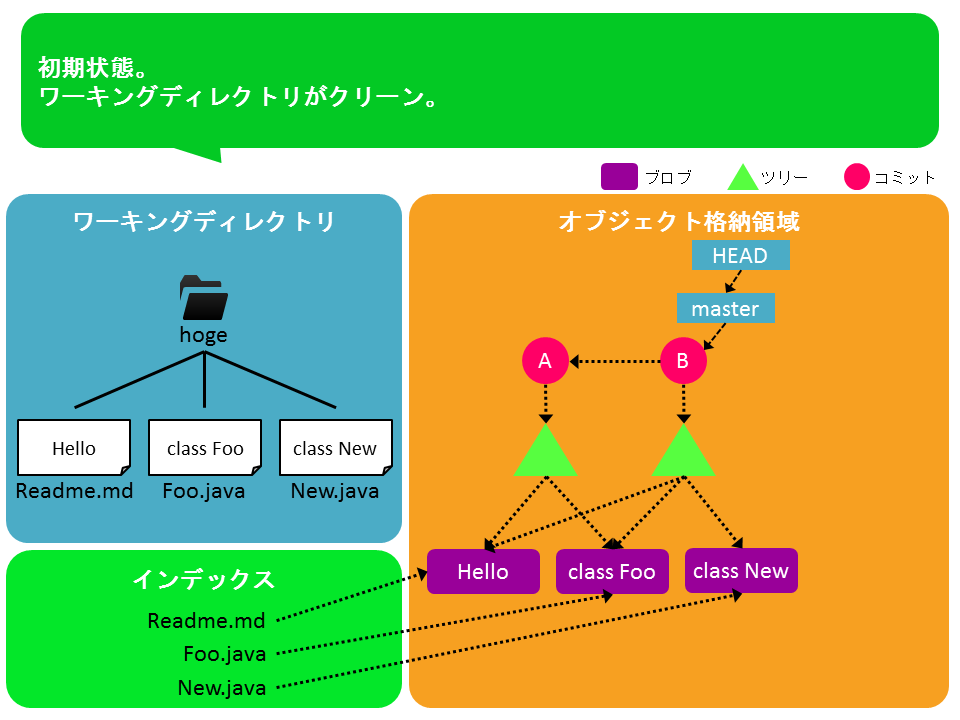 初期状態。
ワーキングディレクトリがクリーン。
ブロブ
ツリー
コミット
ワーキングディレクトリ
hoge
Hello
class Foo
class New
Readme.md
Foo.java
New.java
オブジェクト格納領域
HEAD
master
A
B
Hello
class Foo
class New
インデックス
Readme.md
Foo.java
New.java